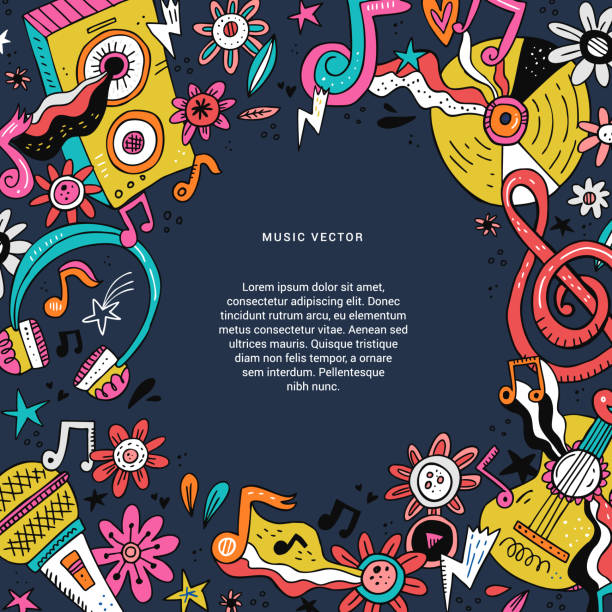 MUSIC VECTOR
Lorem ipsum dolor sit amet,
consectetur adipiscing elit. Donec
tincidunt rutrum arcu, eu elementum
metus consectetur vitae. Aenean sed
ultrices mauris. Quisque tristique
diam felis tempor, a ornare
sem interdum. Pellentesque
nibh nunc.